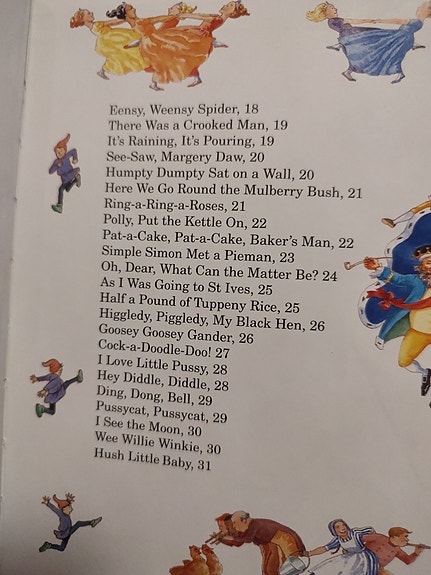 Eensy, Weensy Spider, 18
There Was a Crooked Man, 19
It's Raining, It's Pouring, 19
See-Saw, Margery Daw, 20
Humpty Dumpty Sat on a Wall, 20
Here We Go Round the Mulberry Bush, 21
Ring-a-Ring-a-Roses, 21
Polly, Put the Kettle On, 22
Pat-a-Cake, Pat-a-Cake, Baker's Man, 22
Simple Simon Met a Pieman, 23
Oh, Dear, What Can the Matter Be? 24
As I Was Going to St Ives, 25
Half a Pound of Tuppeny Rice, 25
Higgledy, Piggledy, My Black Hen, 26
Goosey Goosey Gander, 26
Cock-a-Doodle-Doo! 27
I Love Little Pussy, 28
Hey Diddle, Diddle, 28
Ding, Dong, Bell, 29
Pussycat, Pussycat, 29
I See the Moon, 30
Wee Willie Winkie, 30
Hush Little Baby, 31